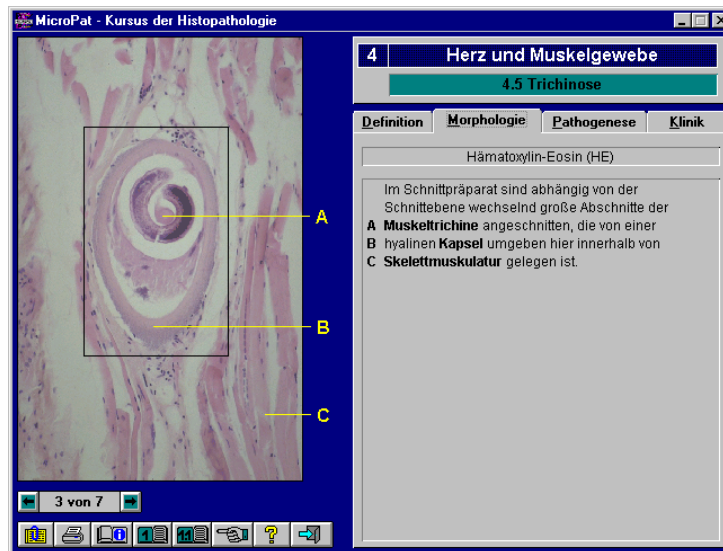 MicroPat - Kursus der Histopathologie
4 Herz und Muskelgewebe
4.5 Trichinose
Definition Morphologie Pathogenese Klinik
Hämatoxylin-Eosin (HE)
Im Schnittpräparat sind abhängig von der
Schnittebene wechselnd große Abschnitte der
A Muskeltrichine angeschnitten, die von einer
B hyalinen Kapsel umgeben hier innerhalb von
C Skelettmuskulatur gelegen ist.
A
B
C
3 von 7
1 11 ?